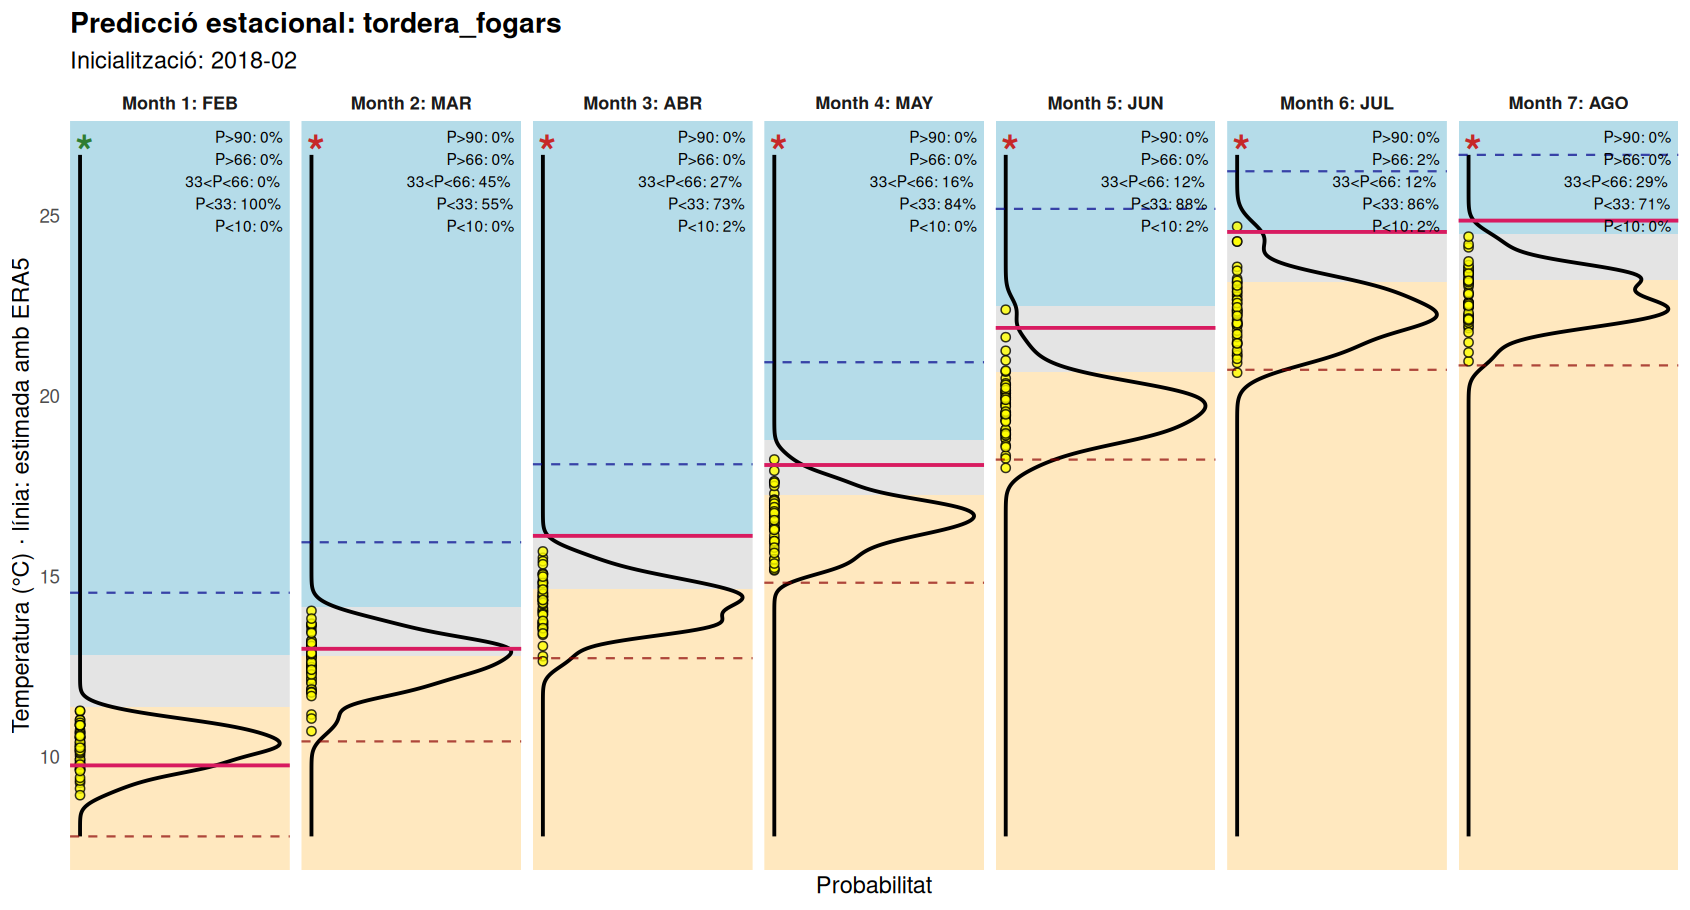 Predicció estacional: tordera_fogars
Inicialització: 2018-02
Month 1: FEB
Month 2: MAR
Month 3: ABR
Month 4: MAY
Month 5: JUN
Month 6: JUL
Month 7: AGO
*
P>90: 0%
P>66: 0%
33<P<66: 0%
P<33: 100%
P<10: 0%
*
P>90: 0%
P>66: 0%
33<P<66: 45%
P<33: 55%
P<10: 0%
*
P>90: 0%
P>66: 0%
33<P<66: 27%
P<33: 73%
P<10: 2%
*
P>90: 0%
P>66: 0%
33<P<66: 16%
P<33: 84%
P<10: 0%
*
P>90: 0%
P>66: 0%
33<P<66: 12%
P<33: 88%
P<10: 2%
*
P>90: 0%
P>66: 2%
33<P<66: 12%
P<33: 86%
P<10: 2%
*
P>90: 0%
P>66: 0%
33<P<66: 29%
P<33: 71%
P<10: 0%
25
20
15
10
Temperatura (°C) · línia: estimada amb ERA5
Probabilitat